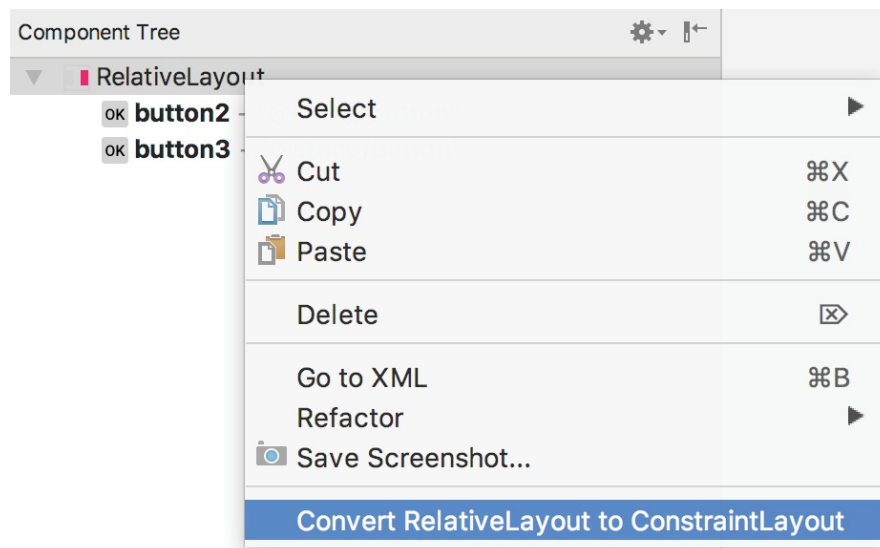 Component Tree
RelativeLayout
OK button2 -
OK button3 -
Select
Cut ⌘X
Copy ⌘C
Paste ⌘V
Delete ⌦
Go to XML ⌘B
Refactor
Save Screenshot...
Convert RelativeLayout to ConstraintLayout